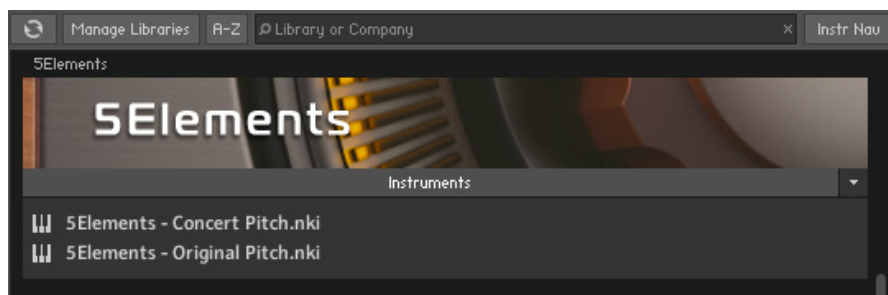 Manage Libraries A-Z Library or Company × Instr Nav
5Elements
5Elements
Instruments
5Elements - Concert Pitch.nki
5Elements - Original Pitch.nki